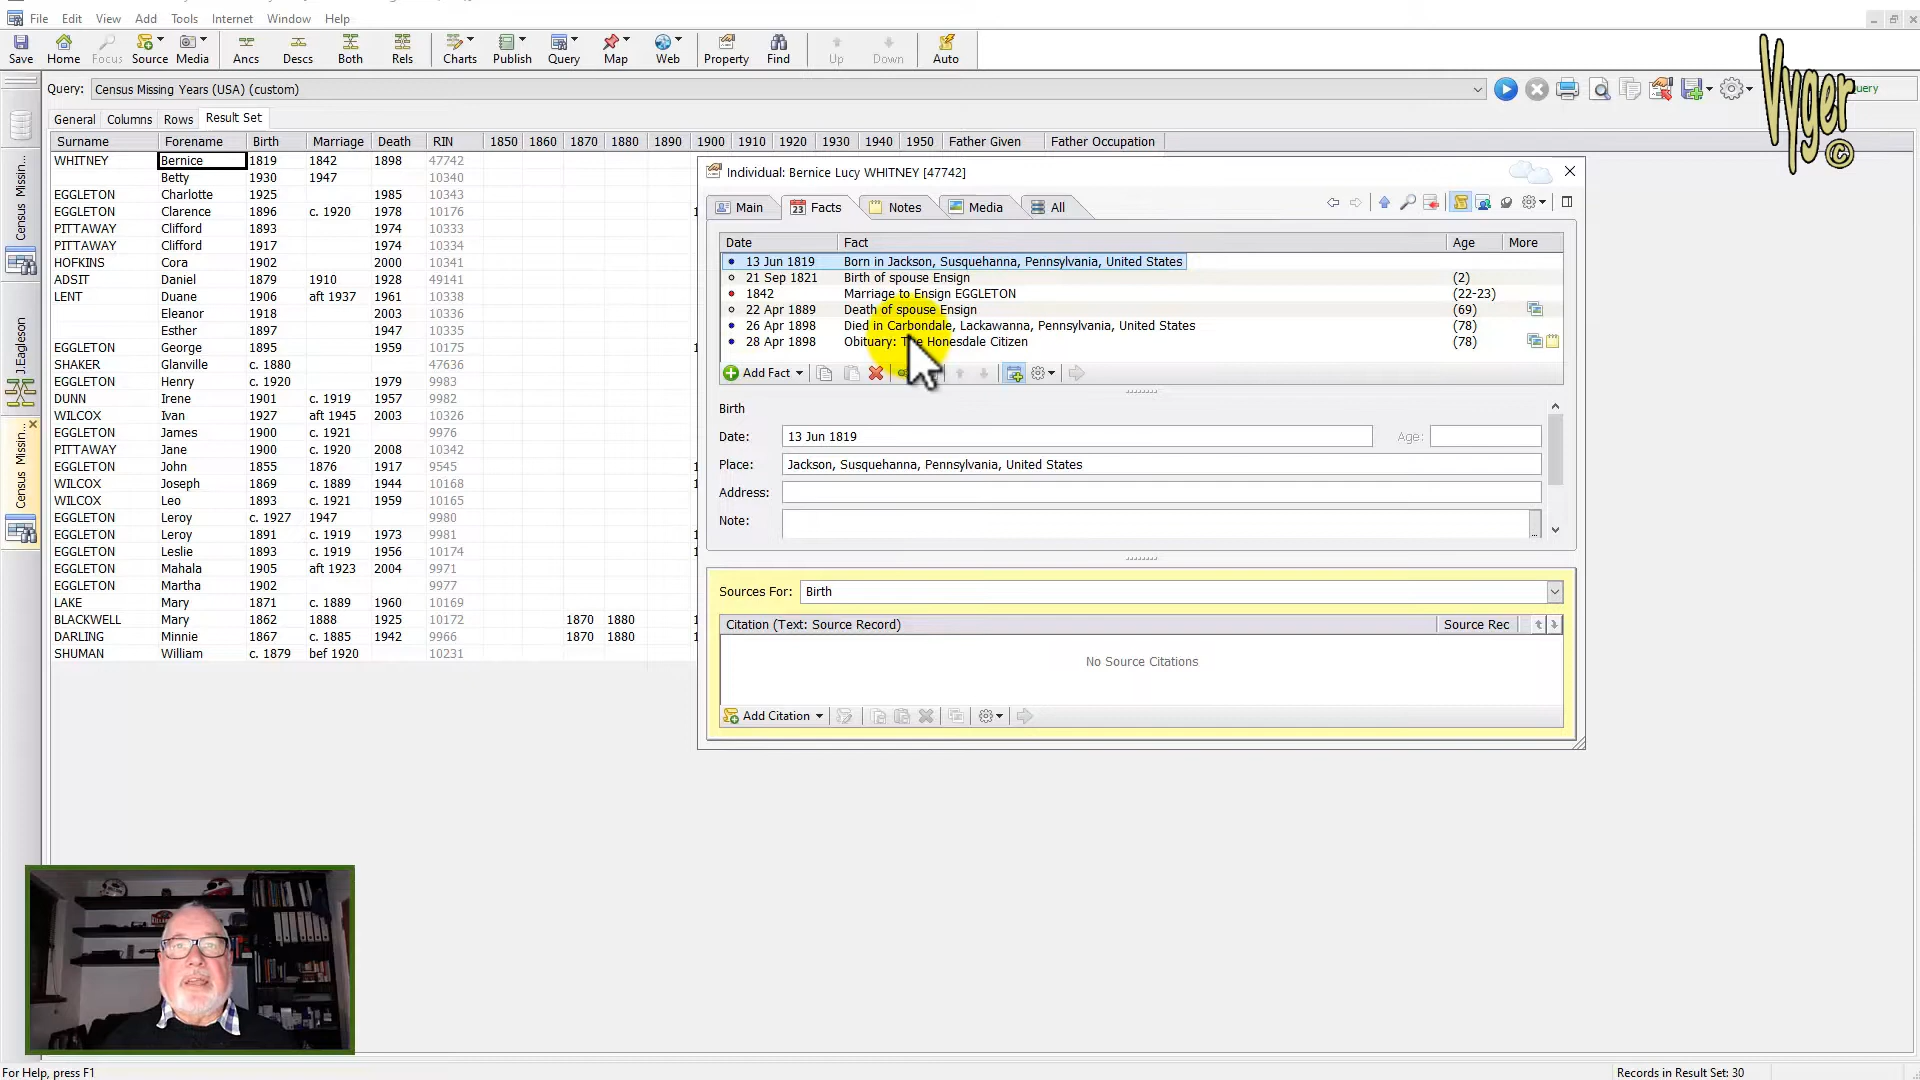 File Edit View Add Tools Internet Window Help
Save Home Focus Source Media Ancs Descs Both Rels Charts Publish Query Map Web Property Find Up Down Auto
Vyger ©
Query: Census Missing Years (USA) (custom)
General Columns Rows Result Set
Surname Forename Birth Marriage Death RIN 1850 1860 1870 1880 1890 1900 1910 1920 1930 1940 1950 Father Given Father Occupation
WHITNEY Bernice 1819 1842 1898 47742
Betty 1930 1947 10340
EGGLETON Charlotte 1925 1985 10343
EGGLETON Clarence 1896 c. 1920 1978 10176
PITTAWAY Clifford 1893 1974 10333
PITTAWAY Clifford 1917 1974 10334
HOFKINS Cora 1902 2000 10341
ADSIT Daniel 1879 1910 1928 49141
LENT Duane 1906 aft 1937 1961 10338
Eleanor 1918 2003 10336
Esther 1897 1947 10335
EGGLETON George 1895 1959 10175
SHAKER Glanville c. 1880 47636
EGGLETON Henry c. 1920 1979 9983
DUNN Irene 1901 c. 1919 1957 9982
WILCOX Ivan 1927 aft 1945 2003 10326
EGGLETON James 1900 c. 1921 9976
PITTAWAY Jane 1900 c. 1920 2008 10342
EGGLETON John 1855 1876 1917 9545
WILCOX Joseph 1869 c. 1889 1944 10168
WILCOX Leo 1893 c. 1921 1959 10165
EGGLETON Leroy c. 1927 1947 9980
EGGLETON Leroy 1891 c. 1919 1973 9981
EGGLETON Leslie 1893 c. 1919 1956 10174
EGGLETON Mahala 1905 aft 1923 2004 9971
EGGLETON Martha 1902 9977
LAKE Mary 1871 c. 1889 1960 10169
BLACKWELL Mary 1862 1888 1925 10172 1870 1880
DARLING Minnie 1867 c. 1885 1942 9966 1870 1880
SHUMAN William c. 1879 bef 1920 10231
Census Missin...
J.Eagleson
Census Missin...
Individual: Bernice Lucy WHITNEY [47742]
Main 23 Facts Notes Media All
Date Fact Age More
13 Jun 1819 Born in Jackson, Susquehanna, Pennsylvania, United States
21 Sep 1821 Birth of spouse Ensign (2)
1842 Marriage to Ensign EGGLETON (22-23)
22 Apr 1889 Death of spouse Ensign (69)
26 Apr 1898 Died in Carbondale, Lackawanna, Pennsylvania, United States (78)
28 Apr 1898 Obituary: The Honesdale Citizen (78)
Add Fact
Birth
Date: 13 Jun 1819 Age:
Place: Jackson, Susquehanna, Pennsylvania, United States
Address:
Note:
...
Sources For: Birth
Citation (Text: Source Record) Source Rec
No Source Citations
Add Citation
For Help, press F1 Records in Result Set: 30